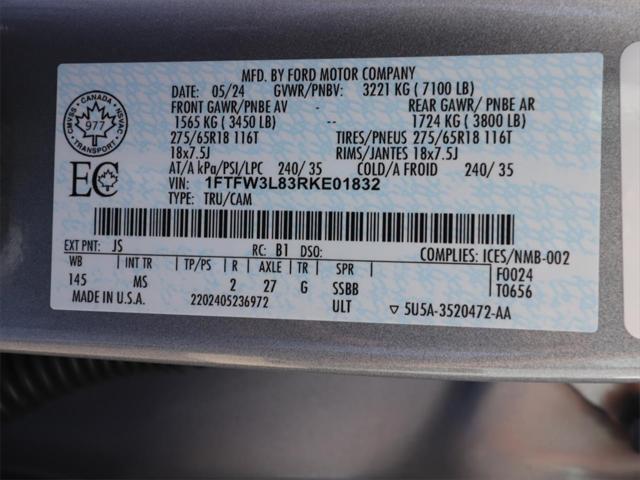 MFD. BY FORD MOTOR COMPANY
DATE: 05/24 GVWR/PNBV: 3221 KG ( 7100 LB)
FRONT GAWR/PNBE AV REAR GAWR/ PNBE AR
1565 KG ( 3450 LB) -- 1724 KG ( 3800 LB)
275/65R18 116T TIRES/PNEUS 275/65R18 116T
18x7.5J RIMS/JANTES 18x7.5J
AT/A kPa/PSI/LPC 240/ 35 COLD/A FROID 240/ 35
VIN: 1FTFW3L83RKE01832
TYPE: TRU/CAM
CMVSS - CANADA - NSVAC
977
TRANSPORT
EC
EXT PNT: JS RC: B1 DSO: COMPLIES: ICES/NMB-002
WB INT TR TP/PS R AXLE TR SPR F0024
145 MS 2 27 G SSBB T0656
MADE IN U.S.A. 2202405236972 ULT ▽ 5U5A-3520472-AA